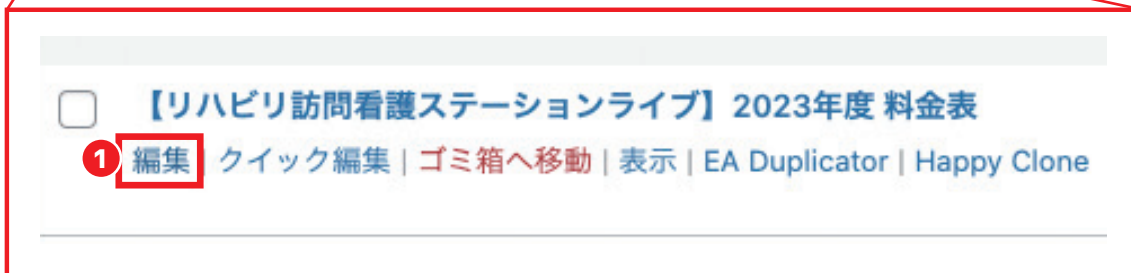 【リハビリ訪問看護ステーションライブ】2023年度 料金表
1 編集 | クイック編集 | ゴミ箱へ移動 | 表示 | EA Duplicator | Happy Clone